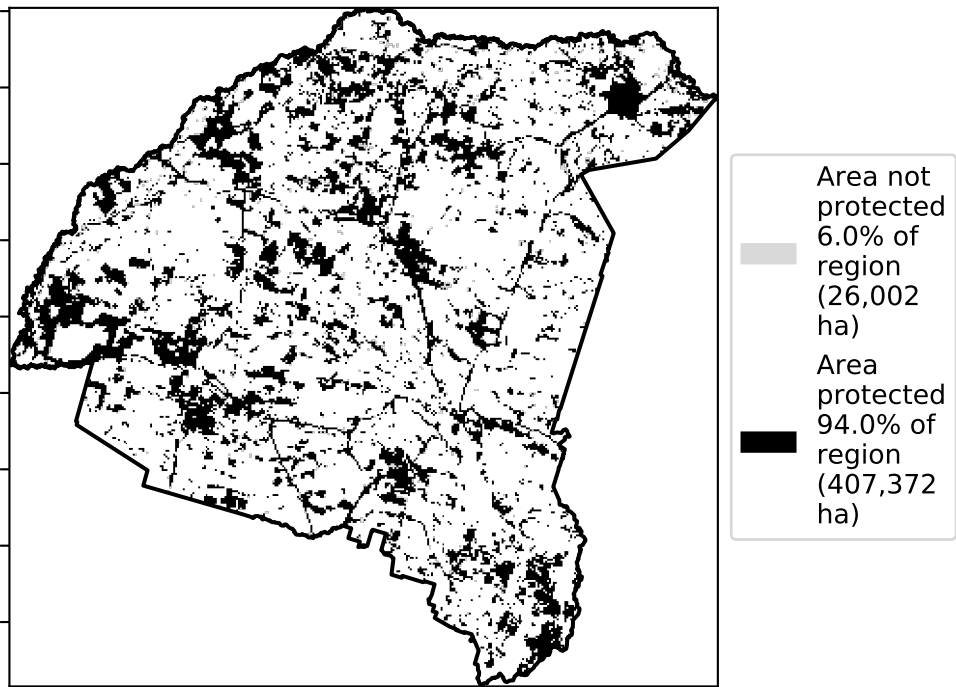 Area not
protected
6.0% of
region
(26,002
ha)
Area
protected
94.0% of
region
(407,372
ha)